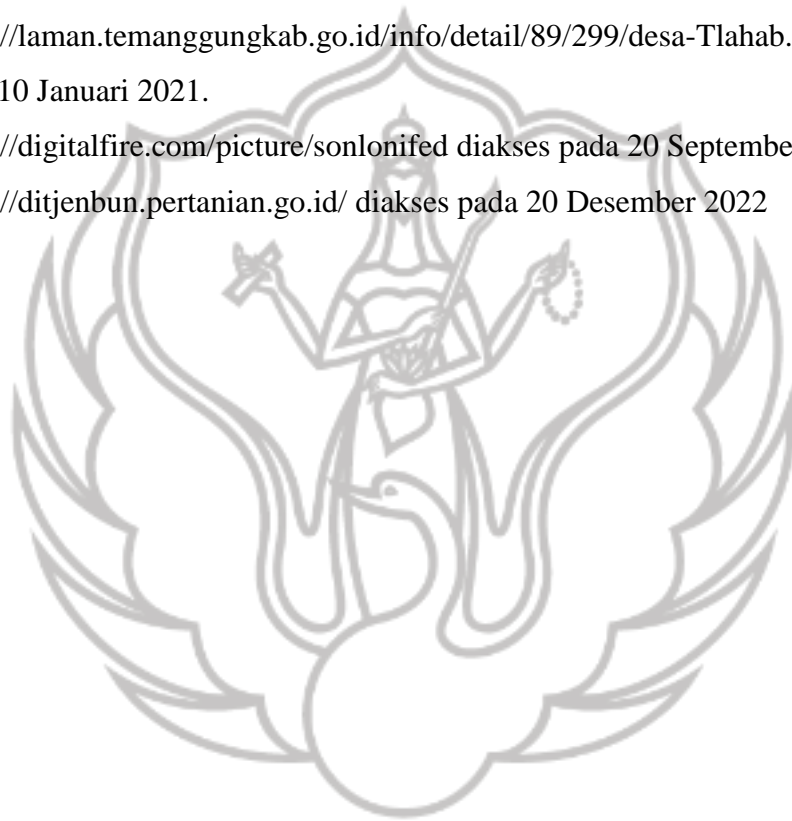 //laman.temanggungkab.go.id/info/detail/89/299/desa-Tlahab.
10 Januari 2021.
//digitalfire.com/picture/sonlonifed diakses pada 20 Septembe
//ditjenbun.pertanian.go.id/ diakses pada 20 Desember 2022